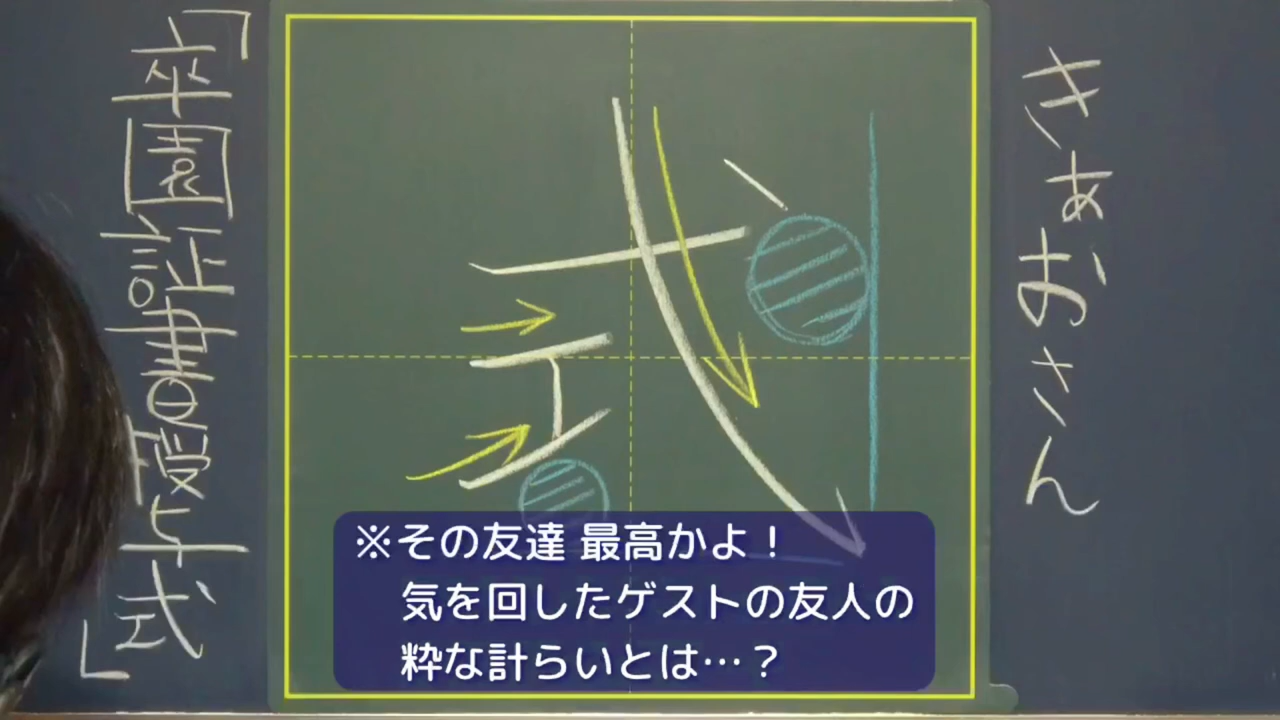 きぁおさん
式
「卒園証書授与式」
※その友達 最高かよ！
気を回したゲストの友人の
粋な計らいとは…？